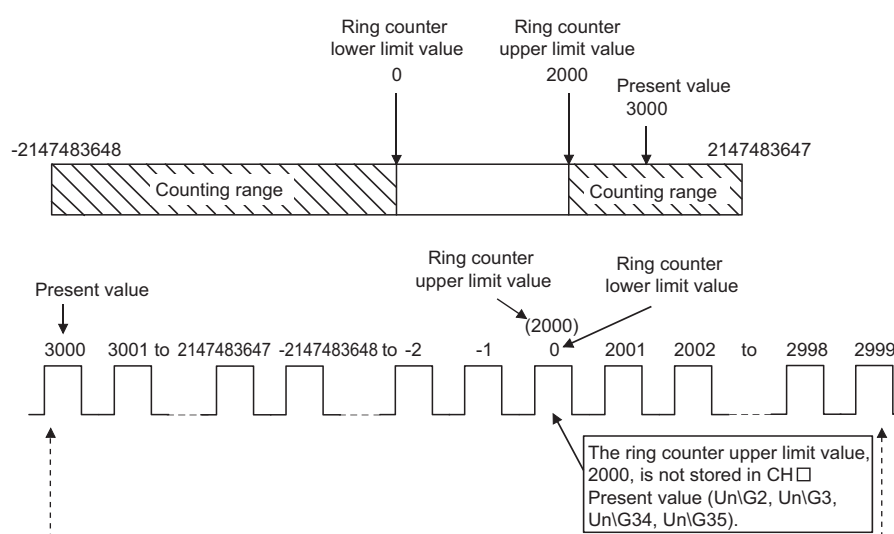 Ring counter
lower limit value
0
Ring counter
upper limit value
2000
Present value
3000
-2147483648
2147483647
Counting range
Counting range
Ring counter
upper limit value
Ring counter
lower limit value
Present value
(2000)
3000 3001 to 2147483647 -2147483648 to -2 -1 0 2001 2002 to 2998 2999
The ring counter upper limit value,
2000, is not stored in CH□
Present value (Un\G2, Un\G3,
Un\G34, Un\G35).